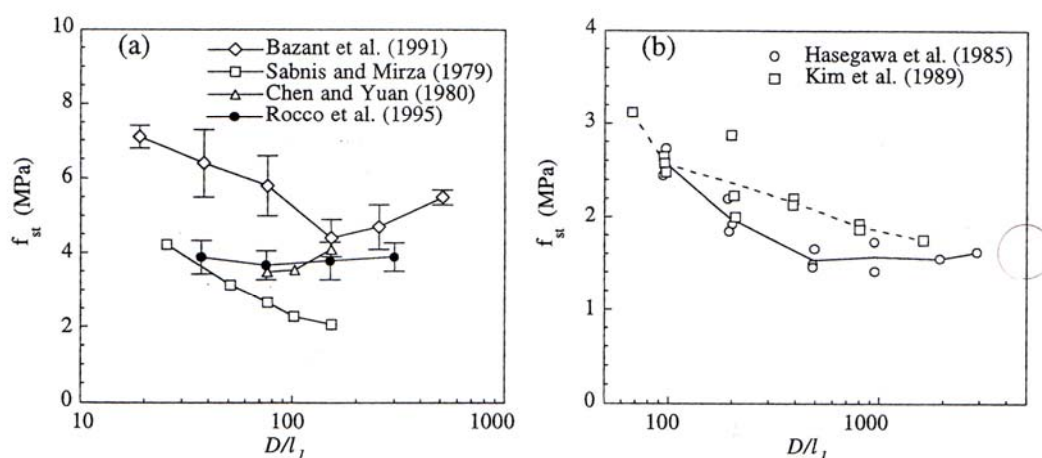 10
8
6
4
2
0
f_st (MPa)
(a)
Bazant et al. (1991)
Sabnis and Mirza (1979)
Chen and Yuan (1980)
Rocco et al. (1995)
10
100
1000
D/l_1
4
3
2
1
0
f_st (MPa)
(b)
Hasegawa et al. (1985)
Kim et al. (1989)
100
1000
D/l_1